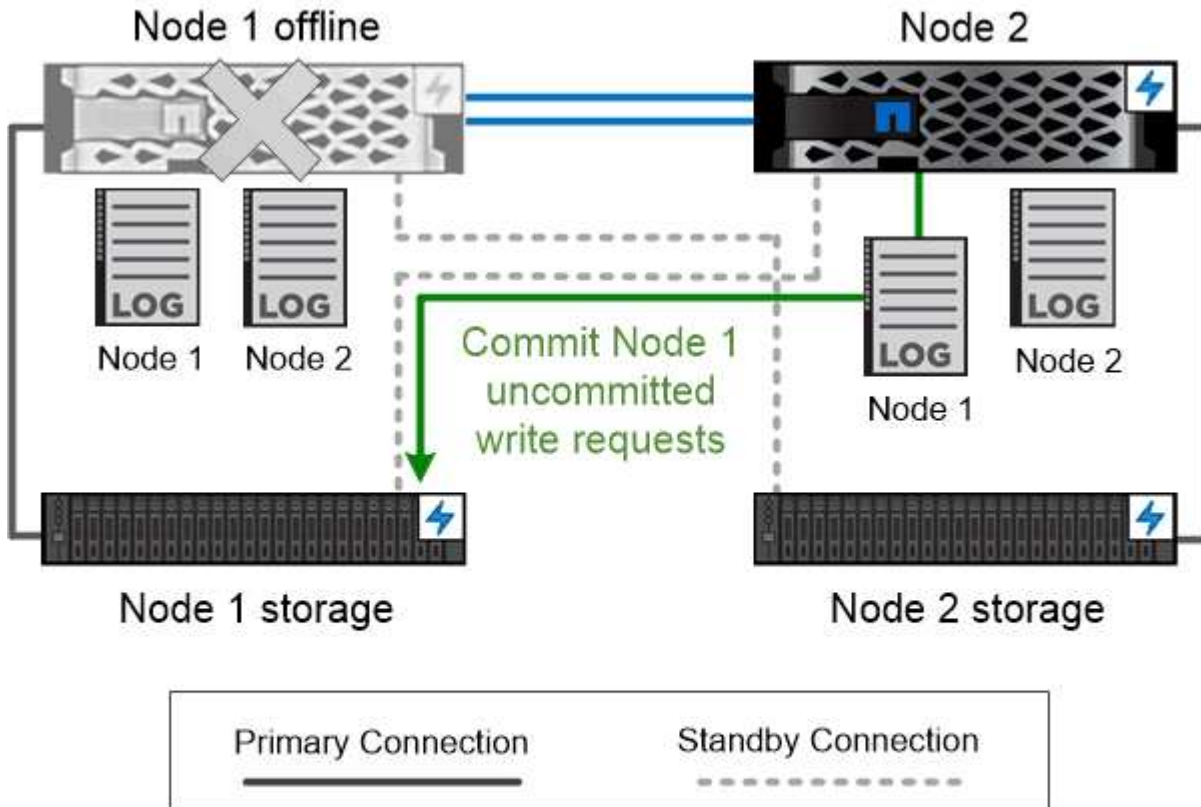 Node 1 offline
Node 2
LOG
LOG
LOG
LOG
Node 1
Node 2
Node 1
Node 2
Commit Node 1
uncommitted
write requests
Node 1 storage
Node 2 storage
Primary Connection
Standby Connection